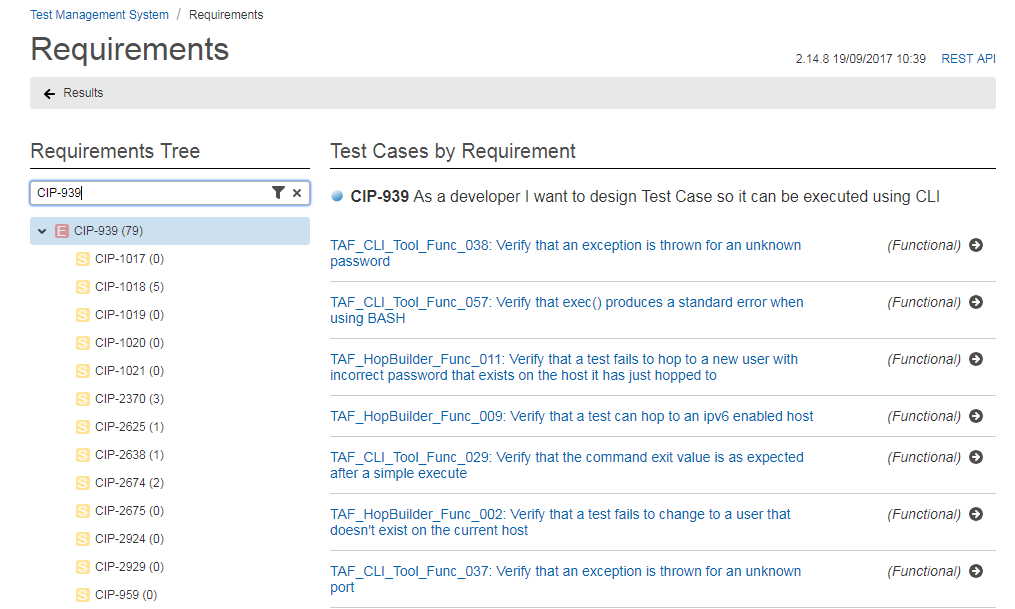 Test Management System / Requirements
Requirements
2.14.8 19/09/2017 10:39 REST API
Results
Requirements Tree
CIP-939
E CIP-939 (79)
S CIP-1017 (0)
S CIP-1018 (5)
S CIP-1019 (0)
S CIP-1020 (0)
S CIP-1021 (0)
S CIP-2370 (3)
S CIP-2625 (1)
S CIP-2638 (1)
S CIP-2674 (2)
S CIP-2675 (0)
S CIP-2924 (0)
S CIP-2929 (0)
S CIP-959 (0)
Test Cases by Requirement
CIP-939 As a developer I want to design Test Case so it can be executed using CLI
TAF_CLI_Tool_Func_038: Verify that an exception is thrown for an unknown (Functional)
password
TAF_CLI_Tool_Func_057: Verify that exec() produces a standard error when (Functional)
using BASH
TAF_HopBuilder_Func_011: Verify that a test fails to hop to a new user with (Functional)
incorrect password that exists on the host it has just hopped to
TAF_HopBuilder_Func_009: Verify that a test can hop to an ipv6 enabled host (Functional)
TAF_CLI_Tool_Func_029: Verify that the command exit value is as expected (Functional)
after a simple execute
TAF_HopBuilder_Func_002: Verify that a test fails to change to a user that (Functional)
doesn't exist on the current host
TAF_CLI_Tool_Func_037: Verify that an exception is thrown for an unknown (Functional)
port